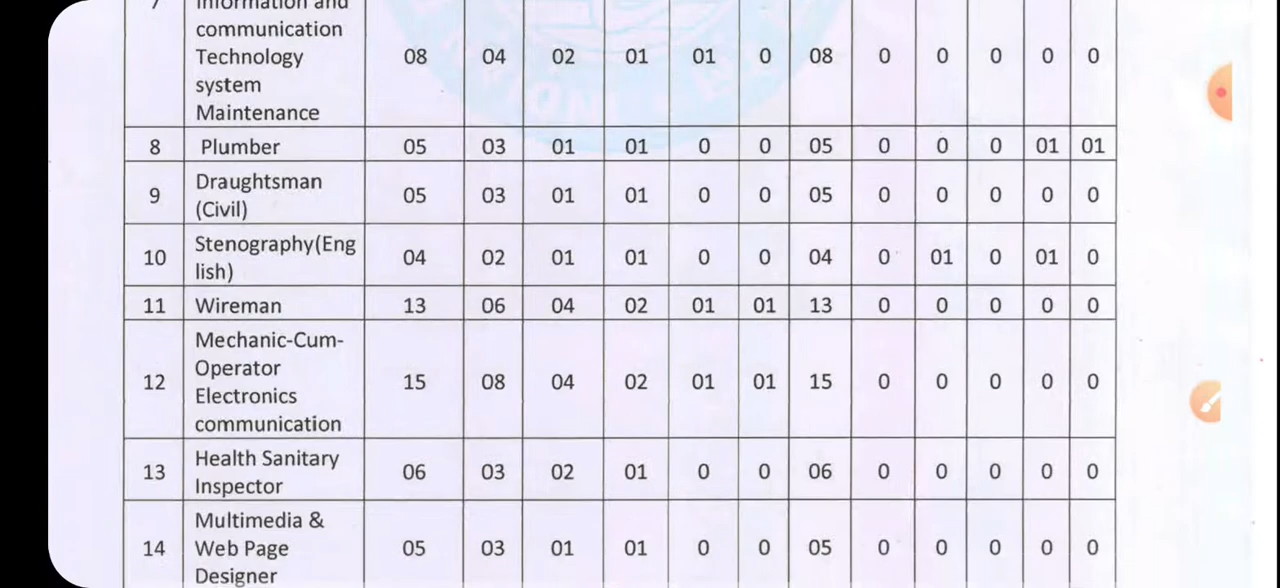 7 Information and
communication
Technology
system
Maintenance
08 04 02 01 01 0 08 0 0 0 0 0
8 Plumber 05 03 01 01 0 0 05 0 0 0 01 01
9 Draughtsman
(Civil)
05 03 01 01 0 0 05 0 0 0 0 0
10 Stenography(Eng
lish)
04 02 01 01 0 0 04 0 01 0 01 0
11 Wireman 13 06 04 02 01 01 13 0 0 0 0 0
12 Mechanic-Cum-
Operator
Electronics
communication
15 08 04 02 01 01 15 0 0 0 0 0
13 Health Sanitary
Inspector
06 03 02 01 0 0 06 0 0 0 0 0
14 Multimedia &
Web Page
Designer
05 03 01 01 0 0 05 0 0 0 0 0